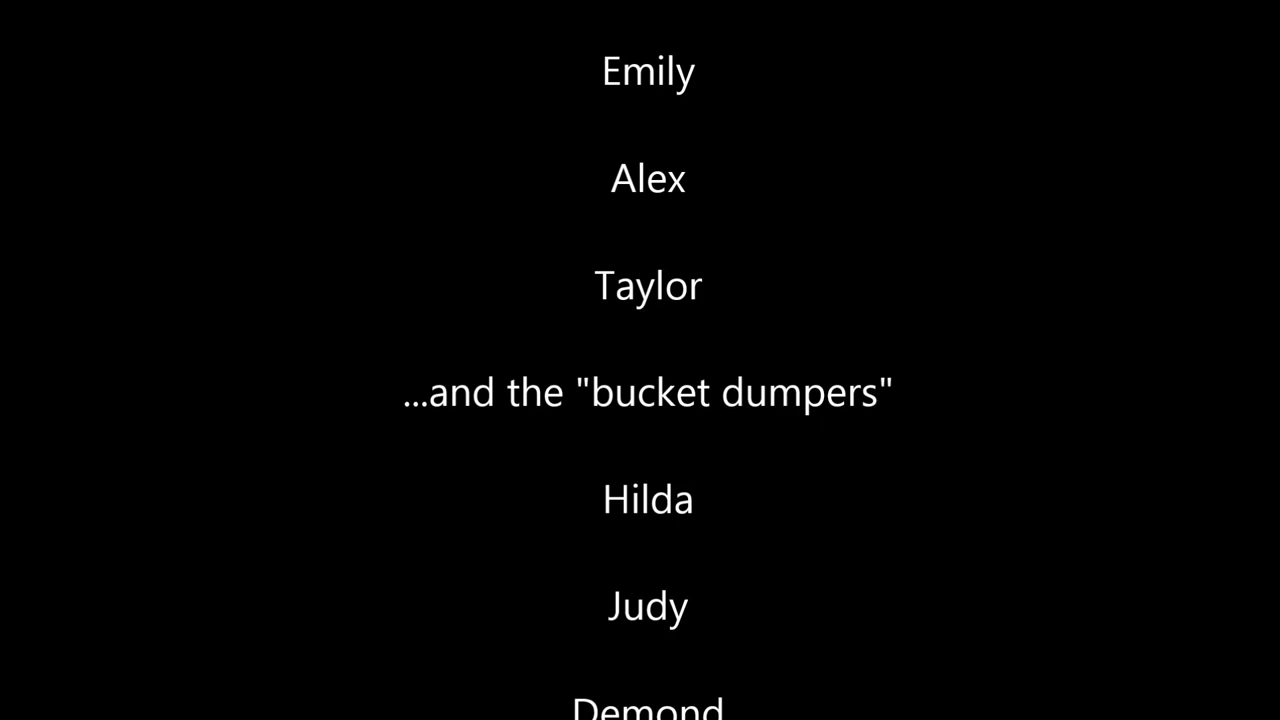 Emily
Alex
Taylor
...and the "bucket dumpers"
Hilda
Judy
Demond